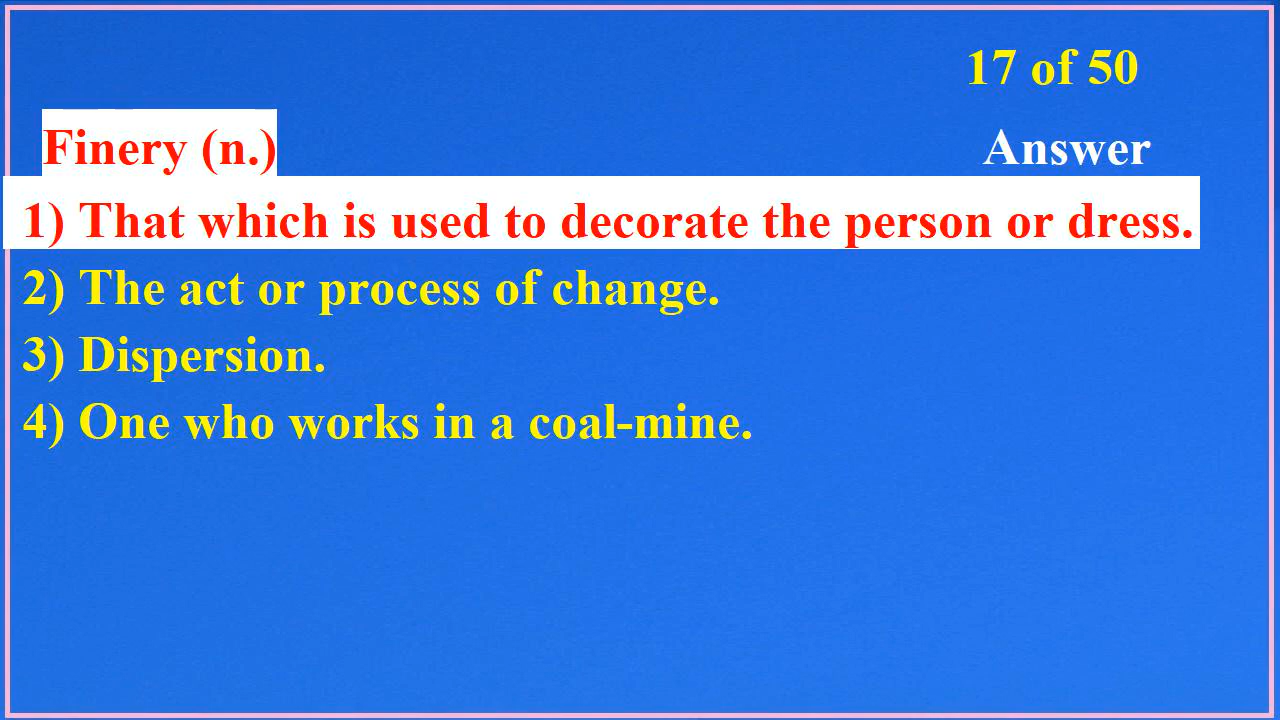 17 of 50
Finery (n.) Answer
1) That which is used to decorate the person or dress.
2) The act or process of change.
3) Dispersion.
4) One who works in a coal-mine.